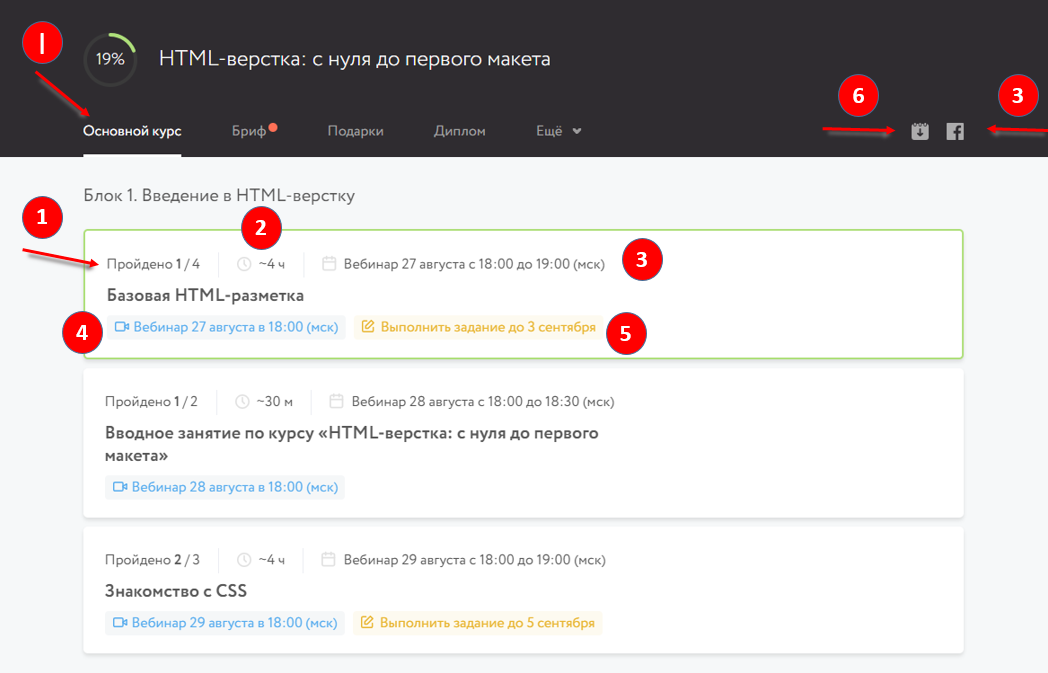 I
19%
HTML-верстка: с нуля до первого макета
6
3
Основной курс
Бриф
Подарки
Диплом
Ещё
Блок 1. Введение в HTML-верстку
1
2
Пройдено 1 / 4
~4 ч
Вебинар 27 августа с 18:00 до 19:00 (мск)
3
Базовая HTML-разметка
4
Вебинар 27 августа в 18:00 (мск)
Выполнить задание до 3 сентября
5
Пройдено 1 / 2
~30 м
Вебинар 28 августа с 18:00 до 18:30 (мск)
Вводное занятие по курсу «HTML-верстка: с нуля до первого
макета»
Вебинар 28 августа в 18:00 (мск)
Пройдено 2 / 3
~4 ч
Вебинар 29 августа с 18:00 до 19:00 (мск)
Знакомство с CSS
Вебинар 29 августа в 18:00 (мск)
Выполнить задание до 5 сентября